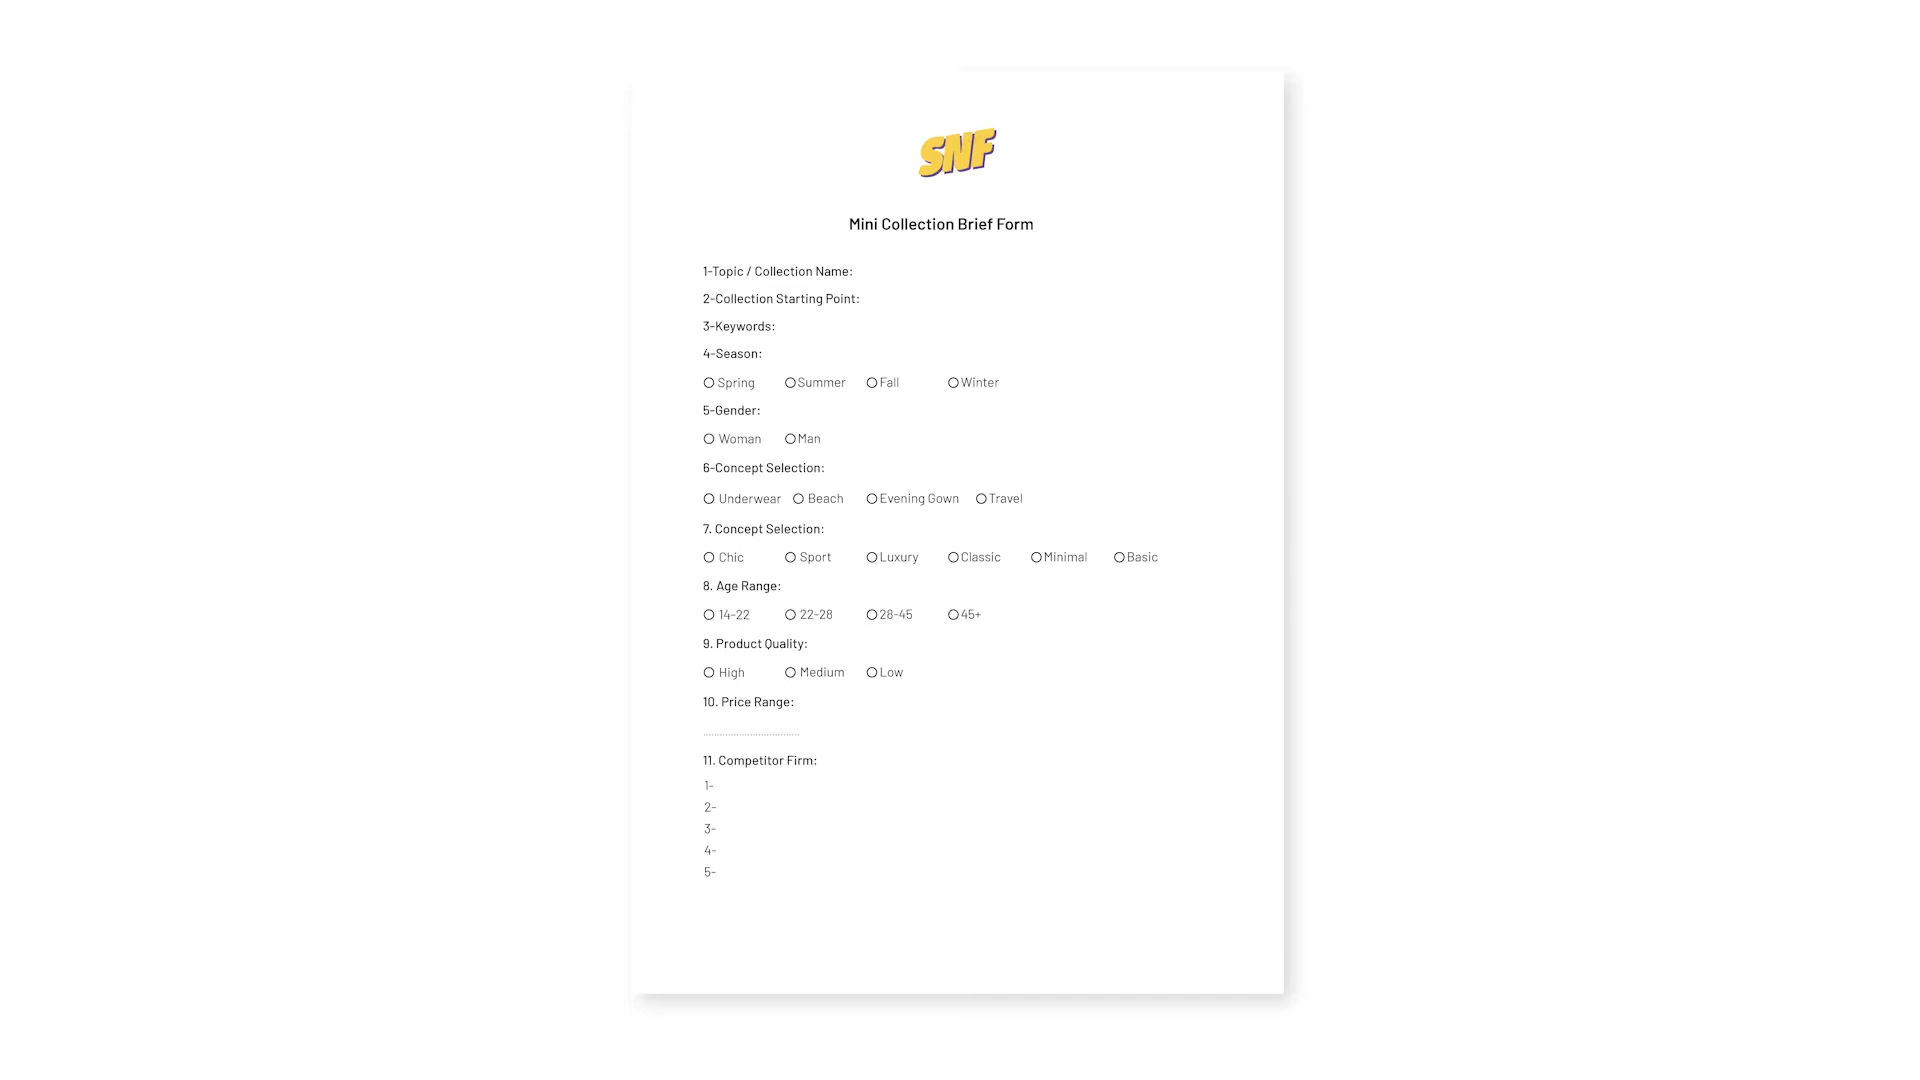 SNF
Mini Collection Brief Form
1-Topic / Collection Name:
2-Collection Starting Point:
3-Keywords:
4-Season:
Spring Summer Fall Winter
5-Gender:
Woman Man
6-Concept Selection:
Underwear Beach Evening Gown Travel
7. Concept Selection:
Chic Sport Luxury Classic Minimal Basic
8. Age Range:
14-22 22-28 28-45 45+
9. Product Quality:
High Medium Low
10. Price Range:
....................................
11. Competitor Firm:
1-
2-
3-
4-
5-